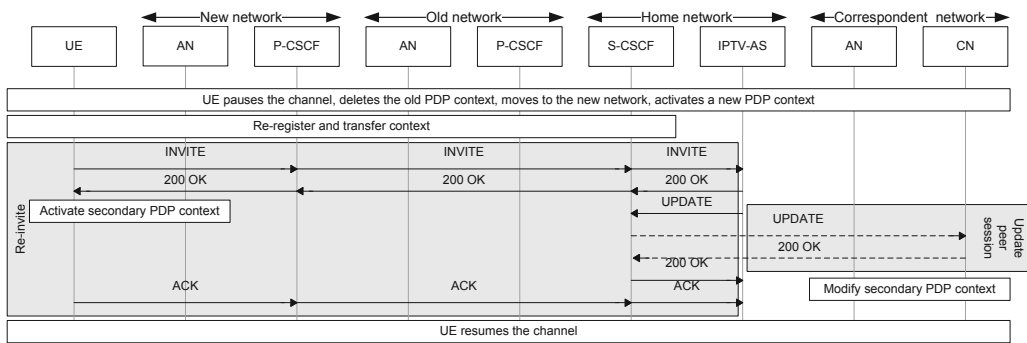 New network Old network Home network Correspondent network
UE AN P-CSCF AN P-CSCF S-CSCF IPTV-AS AN CN
UE pauses the channel, deletes the old PDP context, moves to the new network, activates a new PDP context
Re-register and transfer context
INVITE INVITE INVITE
200 OK 200 OK 200 OK
Activate secondary PDP context
UPDATE
UPDATE
200 OK
200 OK
Re-invite
Update peer session
Modify secondary PDP context
ACK ACK ACK
UE resumes the channel